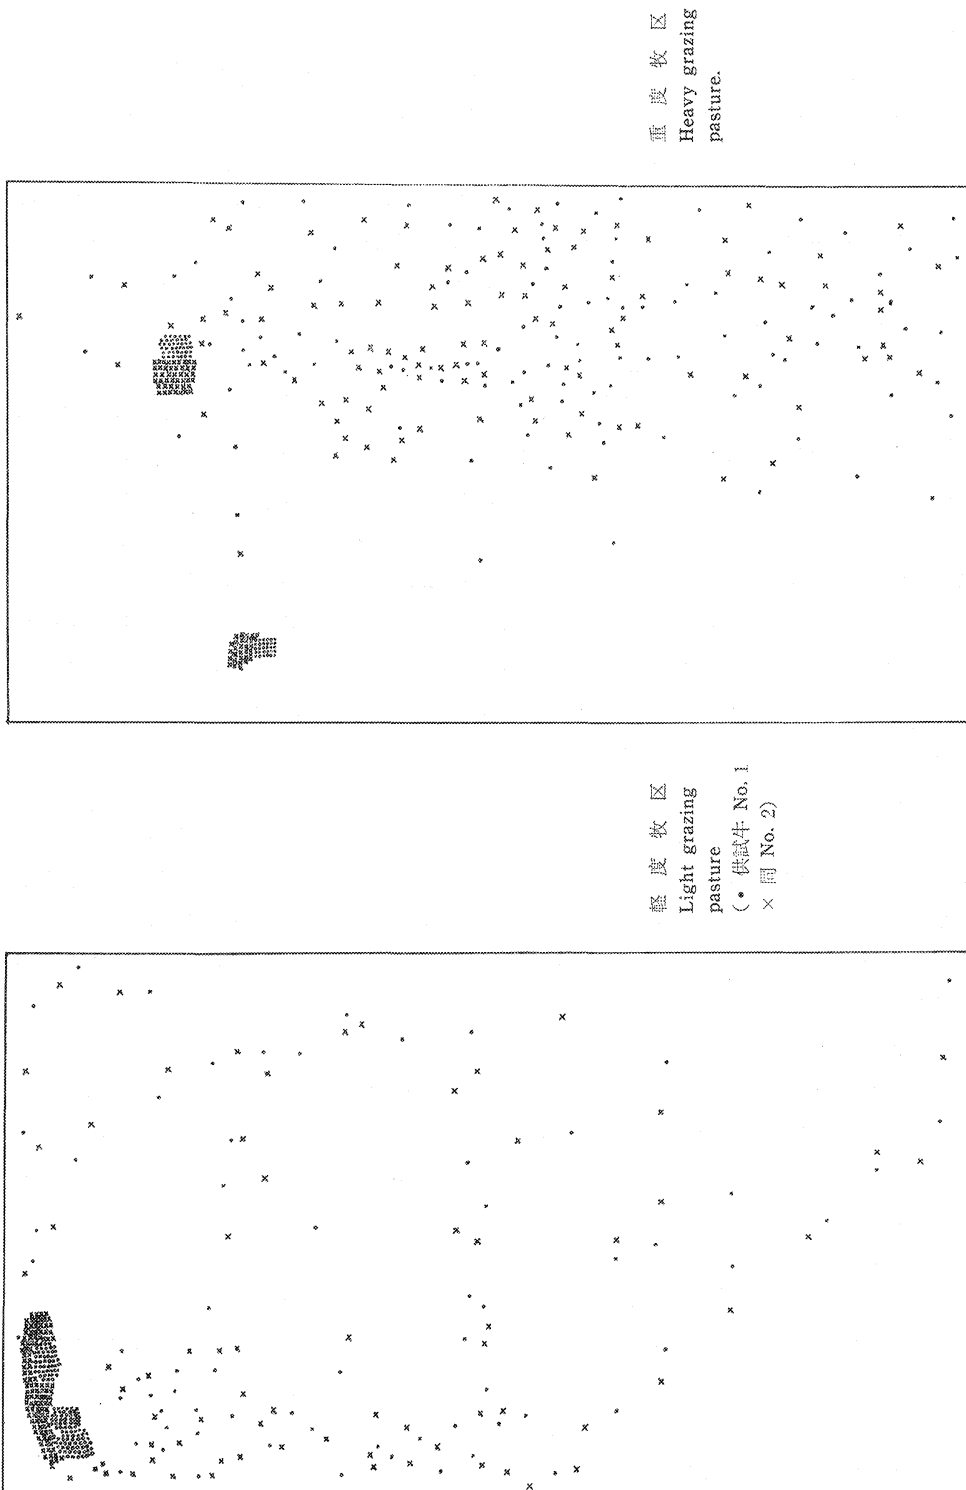 重度牧区
Heavy grazing
pasture.
軽度牧区
Light grazing
pasture
(• 供試牛 No. 1
× 同 No. 2)